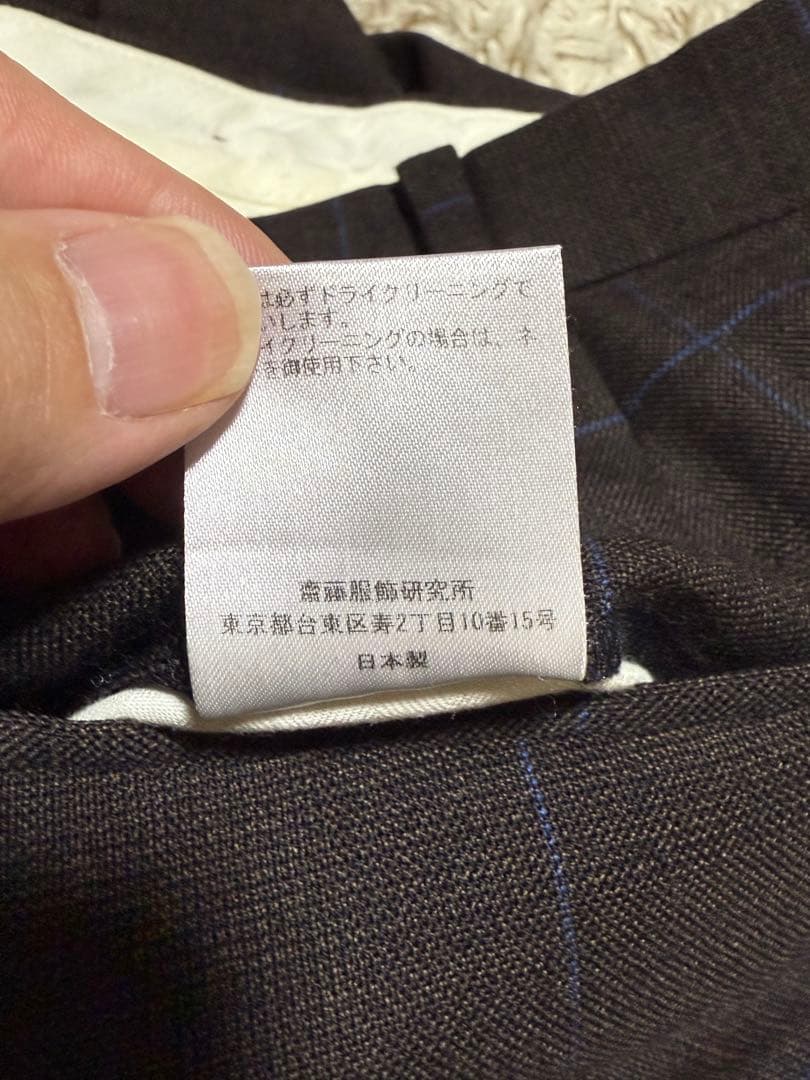 は必ずドライクリーニングで
いします。
イクリーニングの場合は、ネ
を御使用下さい。
斎藤服飾研究所
東京都台東区寿2丁目10番15号
日本製